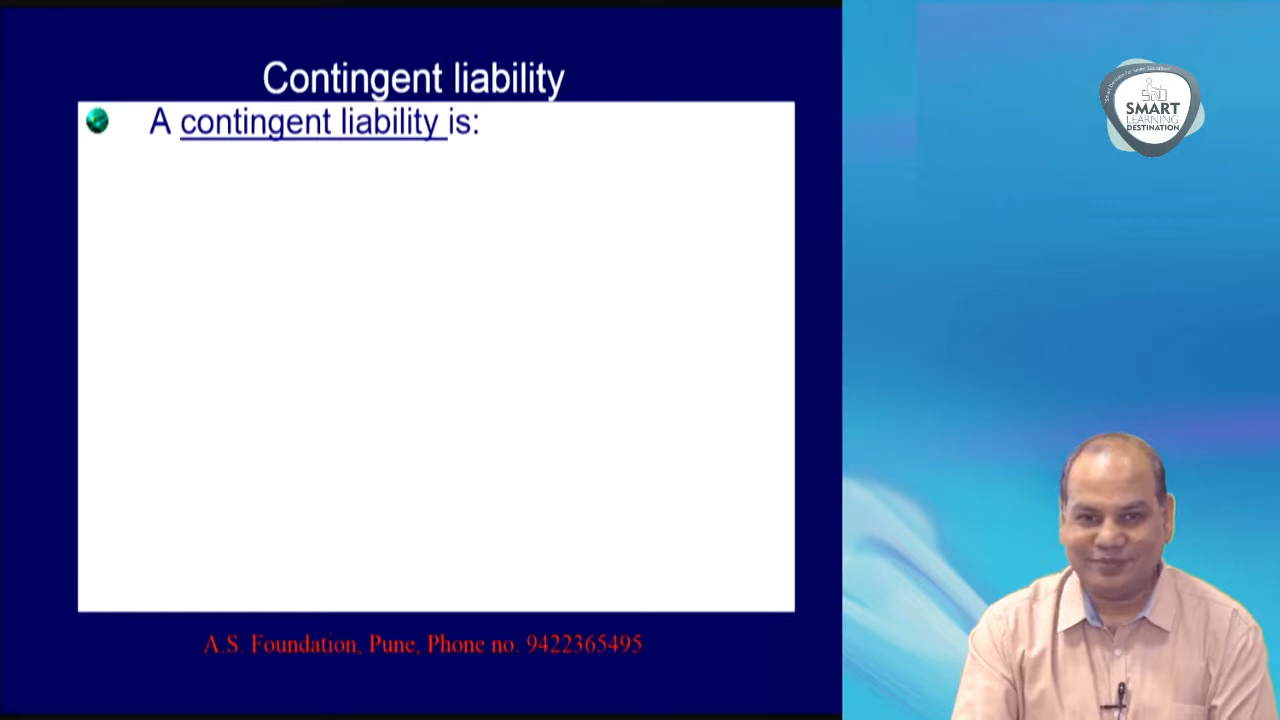 Contingent liability
A contingent liability is:
A.S. Foundation, Pune, Phone no. 9422365495
SMART
LEARNING
DESTINATION